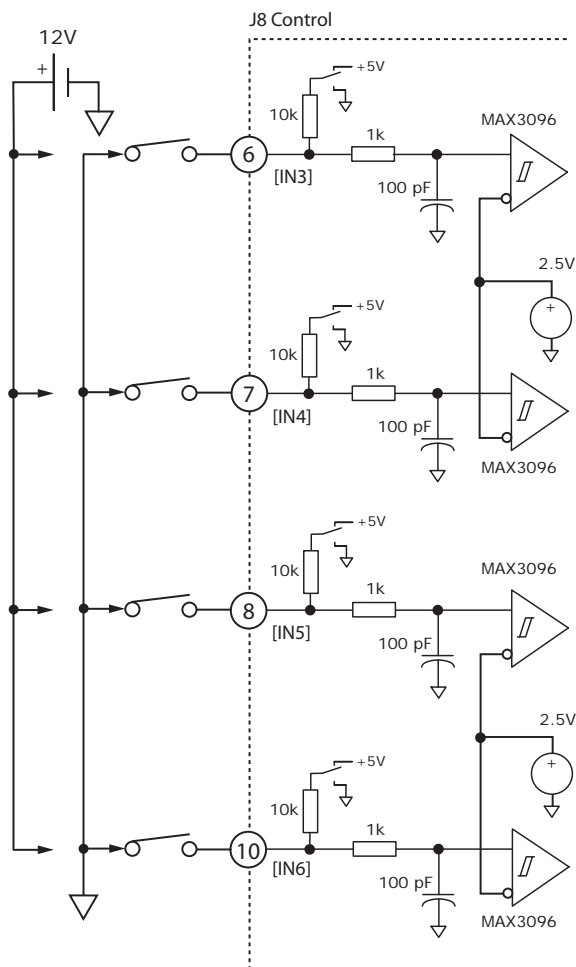 J8 Control
12V
+
+5V
10k
1k
MAX3096
6
[IN3]
100 pF
2.5V
+
+5V
10k
1k
7
[IN4]
100 pF
MAX3096
+5V
10k
1k
MAX3096
8
[IN5]
100 pF
2.5V
+
+5V
10k
1k
10
[IN6]
100 pF
MAX3096